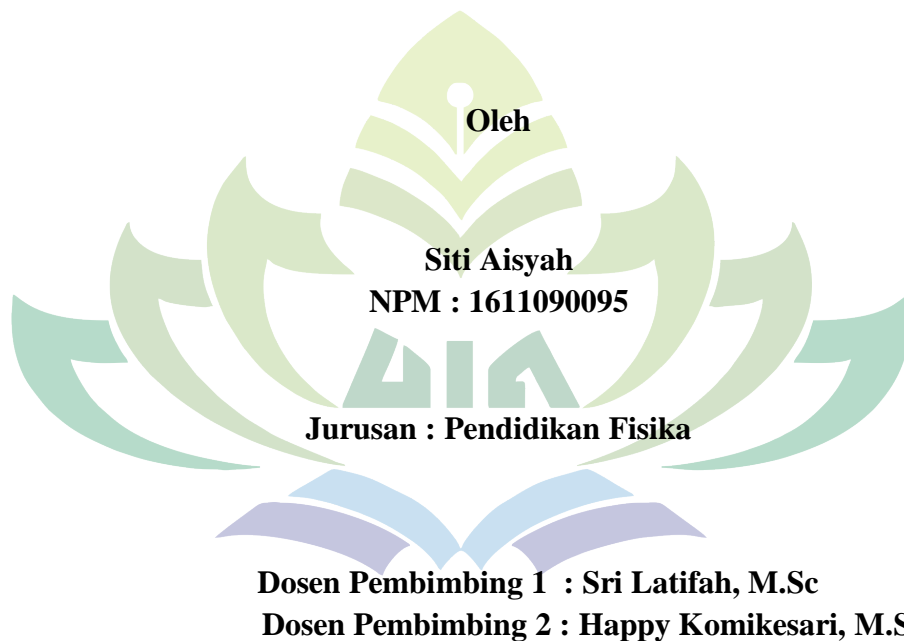 Oleh
Siti Aisyah
NPM : 1611090095
UIN
Jurusan : Pendidikan Fisika
Dosen Pembimbing 1 : Sri Latifah, M.Sc
Dosen Pembimbing 2 : Happy Komikesari, M.S